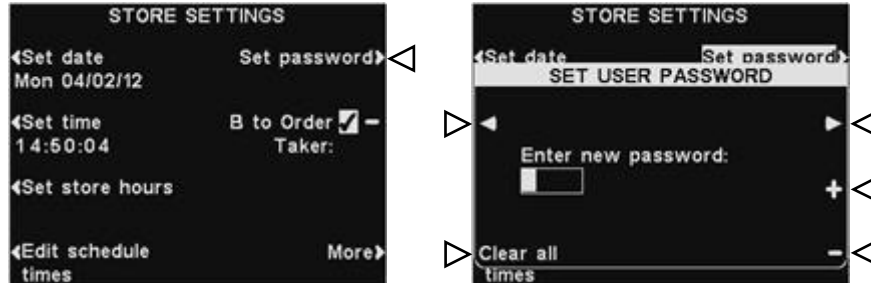 STORE SETTINGS
Set date
Mon 04/02/12
Set password
Set time
14:50:04
B to Order
Taker:
Set store hours
Edit schedule
times
More
STORE SETTINGS
Set date
Set password
SET USER PASSWORD
Enter new password:
+
-
Clear all
times